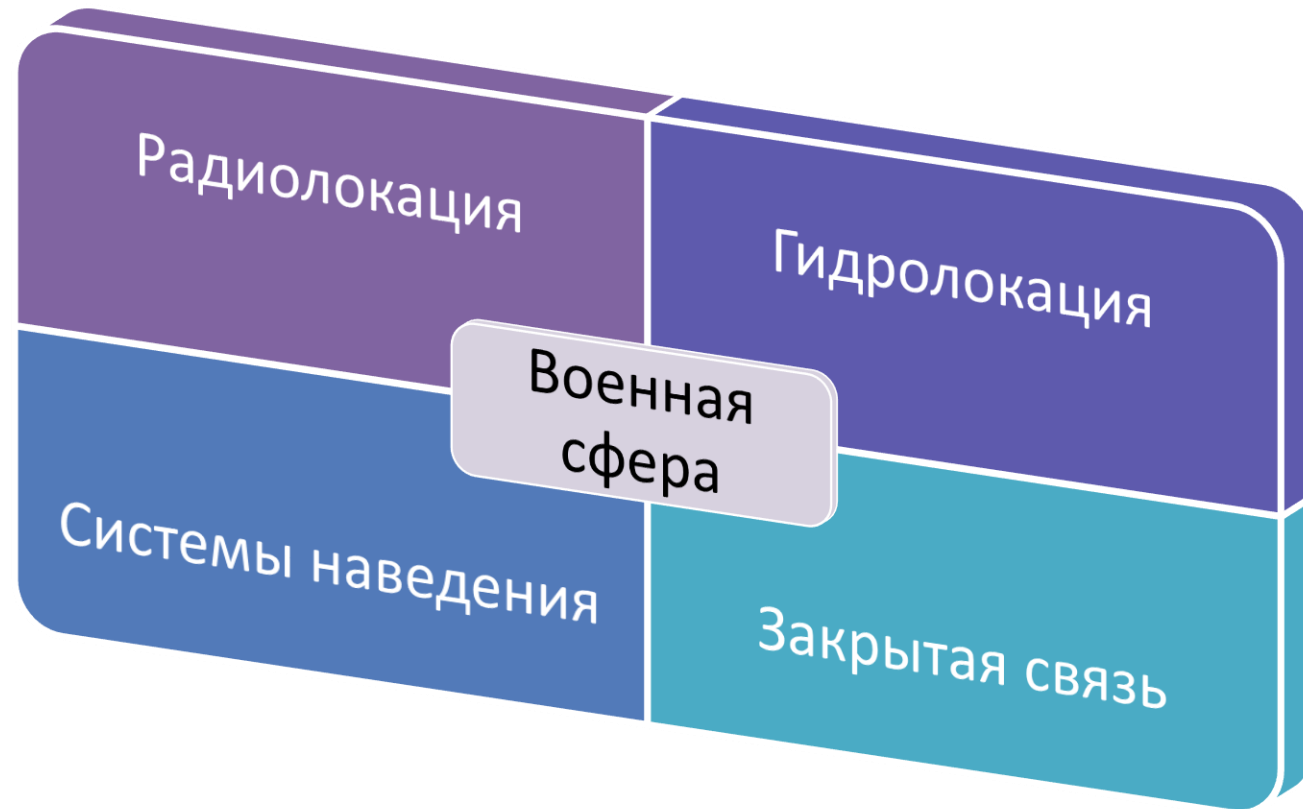 Радиолокация
Гидролокация
Военная
сфера
Системы наведения
Закрытая связь